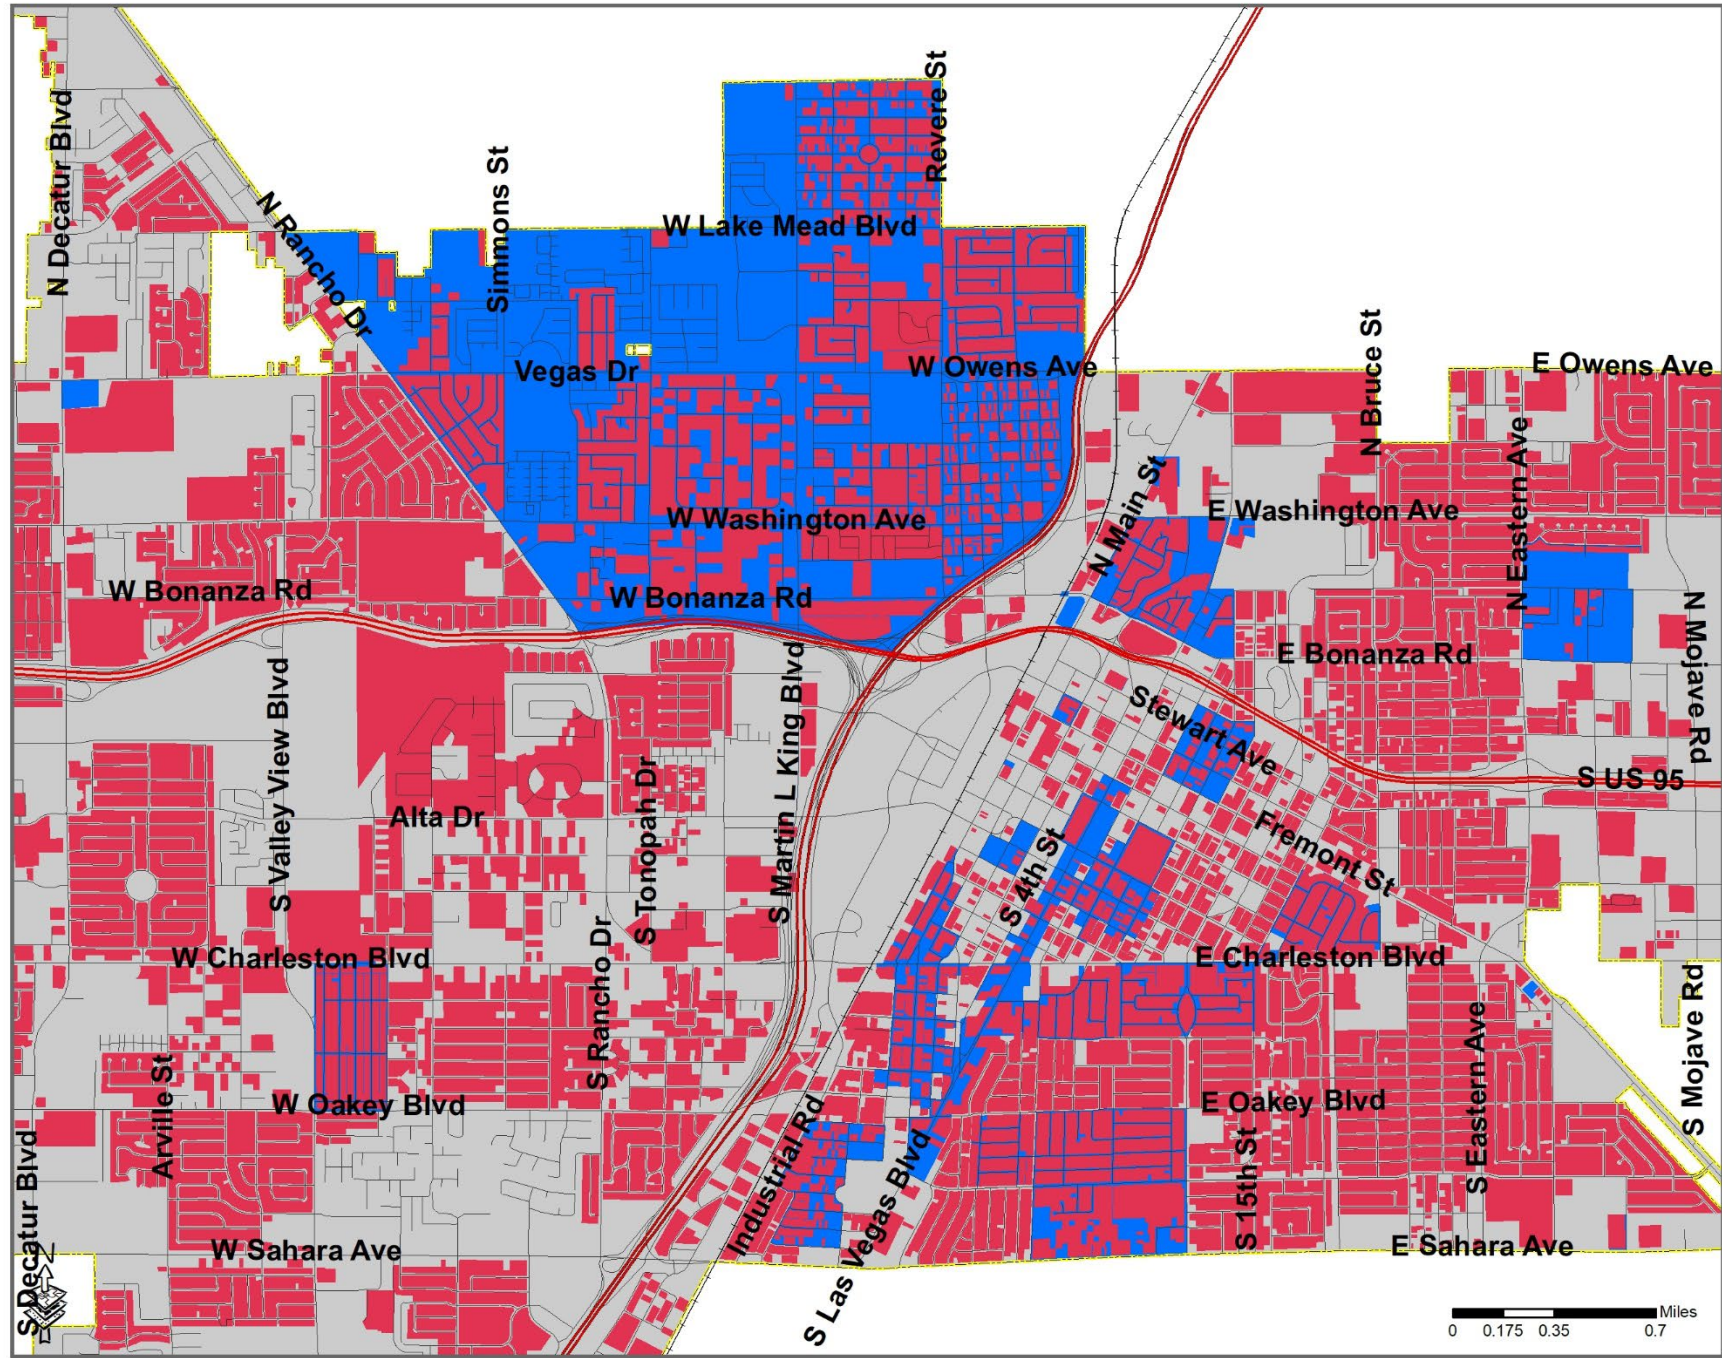 N Decatur Blvd
N Rancho Dr
Simmons St
Revere St
W Lake Mead Blvd
Vegas Dr
W Owens Ave
N Bruce St
E Owens Ave
W Washington Ave
N Main St
E Washington Ave
N Eastern Ave
W Bonanza Rd
W Bonanza Rd
E Bonanza Rd
N Mojave Rd
S Valley View Blvd
S Martin L King Blvd
Stewart Ave
S US 95
Alta Dr
S Tonopah Dr
S 4th St
Fremont St
W Charleston Blvd
E Charleston Blvd
S Rancho Dr
Arville St
W Oakey Blvd
E Oakey Blvd
S Eastern Ave
S Mojave Rd
S Decatur Blvd
Industrial Rd
S Las Vegas Blvd
S 15th St
W Sahara Ave
E Sahara Ave
Miles
0 0.175 0.35 0.7